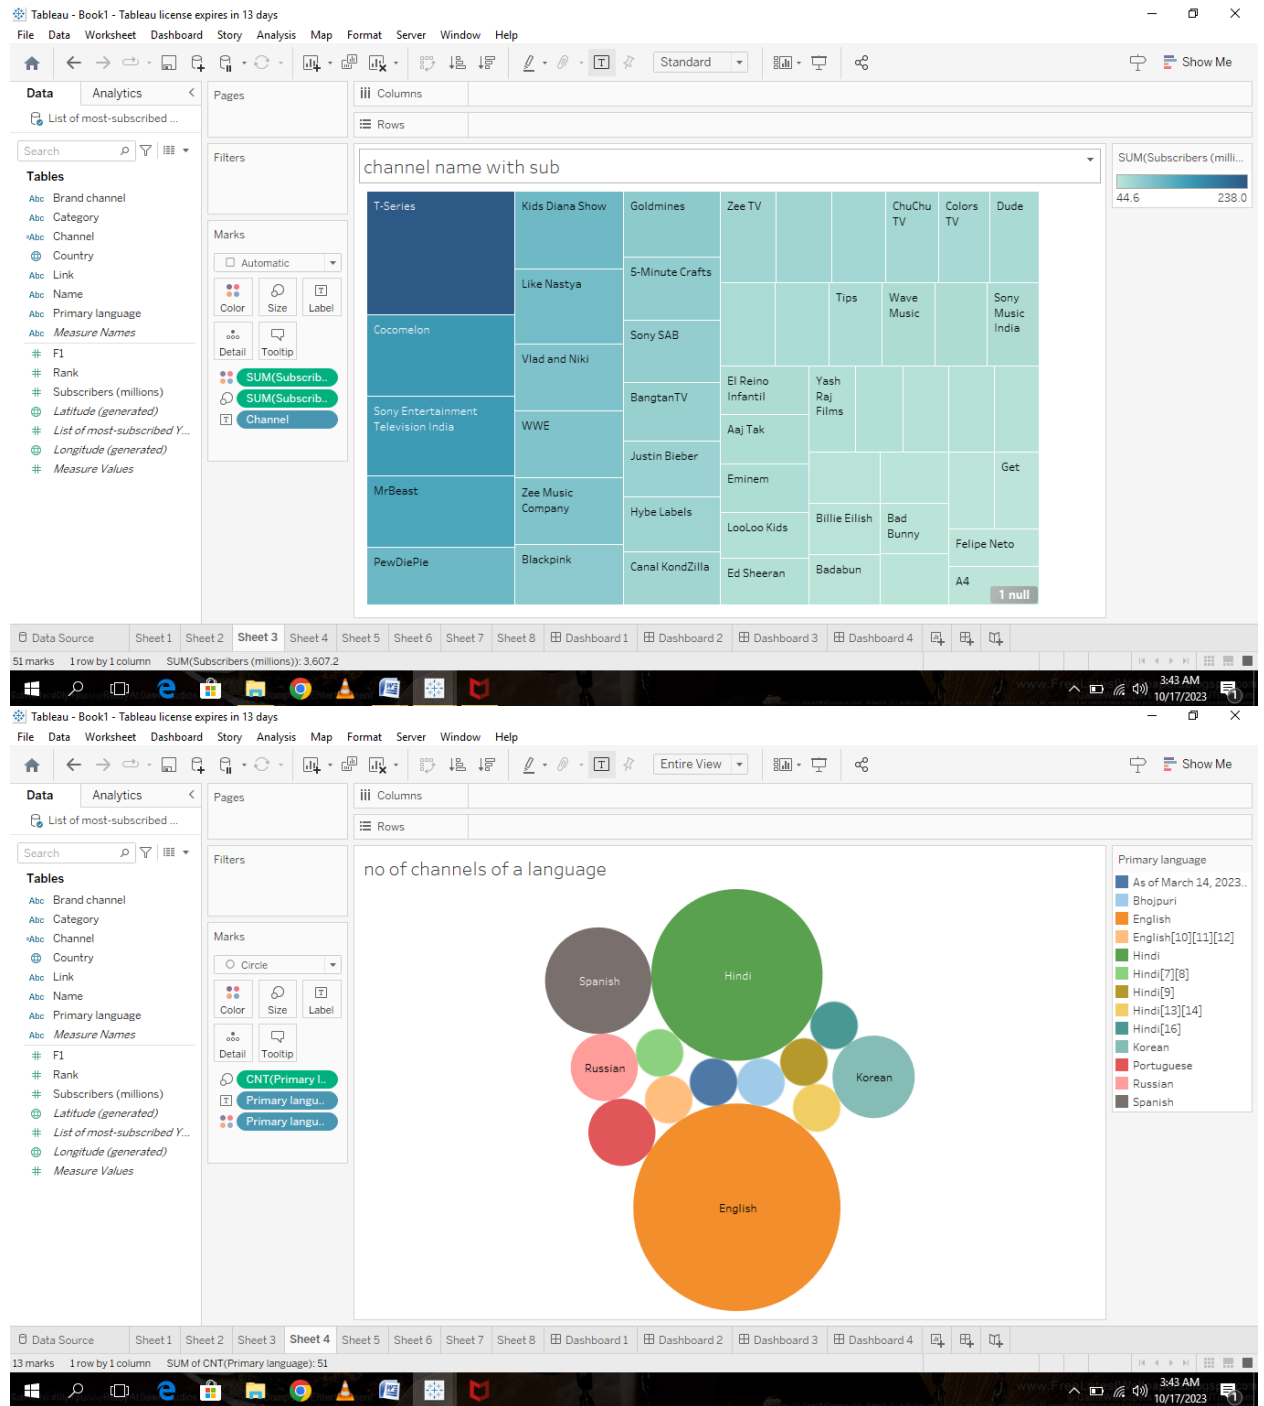 Tableau - Book1 - Tableau license expires in 13 days
File Data Worksheet Dashboard Story Analysis Map Format Server Window Help
Standard
Show Me
Data Analytics
Pages
Columns
List of most-subscribed ...
Rows
Search
Filters
channel name with sub
SUM(Subscribers (milli...
44.6 238.0
Tables
Abc Brand channel
Abc Category
=Abc Channel
Country
Abc Link
Abc Name
Abc Primary language
Abc Measure Names
# F1
# Rank
# Subscribers (millions)
Latitude (generated)
# List of most-subscribed Y...
Longitude (generated)
# Measure Values
Marks
Automatic
Color Size Label
Detail Tooltip
SUM(Subscrib..
SUM(Subscrib..
Channel
T-Series
Cocomelon
Sony Entertainment
Television India
MrBeast
PewDiePie
Kids Diana Show
Like Nastya
Vlad and Niki
WWE
Zee Music
Company
Blackpink
Goldmines
5-Minute Crafts
Sony SAB
BangtanTV
Justin Bieber
Hybe Labels
Canal KondZilla
Zee TV
ChuChu
TV
Colors
TV
Dude
Tips
Wave
Music
Sony
Music
India
El Reino
Infantil
Aaj Tak
Eminem
LooLoo Kids
Ed Sheeran
Yash
Raj
Films
Get
Billie Eilish
Bad
Bunny
Badabun
Felipe Neto
A4
1 null
Data Source Sheet 1 Sheet 2 Sheet 3 Sheet 4 Sheet 5 Sheet 6 Sheet 7 Sheet 8 Dashboard 1 Dashboard 2 Dashboard 3 Dashboard 4
51 marks 1 row by 1 column SUM(Subscribers (millions)): 3,607.2
3:43 AM
10/17/2023
Tableau - Book1 - Tableau license expires in 13 days
File Data Worksheet Dashboard Story Analysis Map Format Server Window Help
Entire View
Show Me
Data Analytics
Pages
Columns
List of most-subscribed ...
Rows
Search
Filters
no of channels of a language
Tables
Abc Brand channel
Abc Category
=Abc Channel
Country
Abc Link
Abc Name
Abc Primary language
Abc Measure Names
# F1
# Rank
# Subscribers (millions)
Latitude (generated)
# List of most-subscribed Y...
Longitude (generated)
# Measure Values
Marks
Circle
Color Size Label
Detail Tooltip
CNT(Primary l..
Primary langu..
Primary langu..
Spanish
Hindi
Russian
Korean
English
Primary language
As of March 14, 2023..
Bhojpuri
English
English[10][11][12]
Hindi
Hindi[7][8]
Hindi[9]
Hindi[13][14]
Hindi[16]
Korean
Portuguese
Russian
Spanish
Data Source Sheet 1 Sheet 2 Sheet 3 Sheet 4 Sheet 5 Sheet 6 Sheet 7 Sheet 8 Dashboard 1 Dashboard 2 Dashboard 3 Dashboard 4
13 marks 1 row by 1 column SUM of CNT(Primary language): 51
3:43 AM
10/17/2023